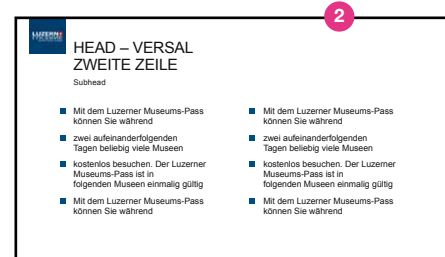 2
LUZERN
HEAD – VERSAL
ZWEITE ZEILE
Subhead
Mit dem Luzerner Museums-Pass
können Sie während
zwei aufeinanderfolgenden
Tagen beliebig viele Museen
kostenlos besuchen. Der Luzerner
Museums-Pass ist in
folgenden Museen einmalig gültig
Mit dem Luzerner Museums-Pass
können Sie während
Mit dem Luzerner Museums-Pass
können Sie während
zwei aufeinanderfolgenden
Tagen beliebig viele Museen
kostenlos besuchen. Der Luzerner
Museums-Pass ist in
folgenden Museen einmalig gültig
Mit dem Luzerner Museums-Pass
können Sie während